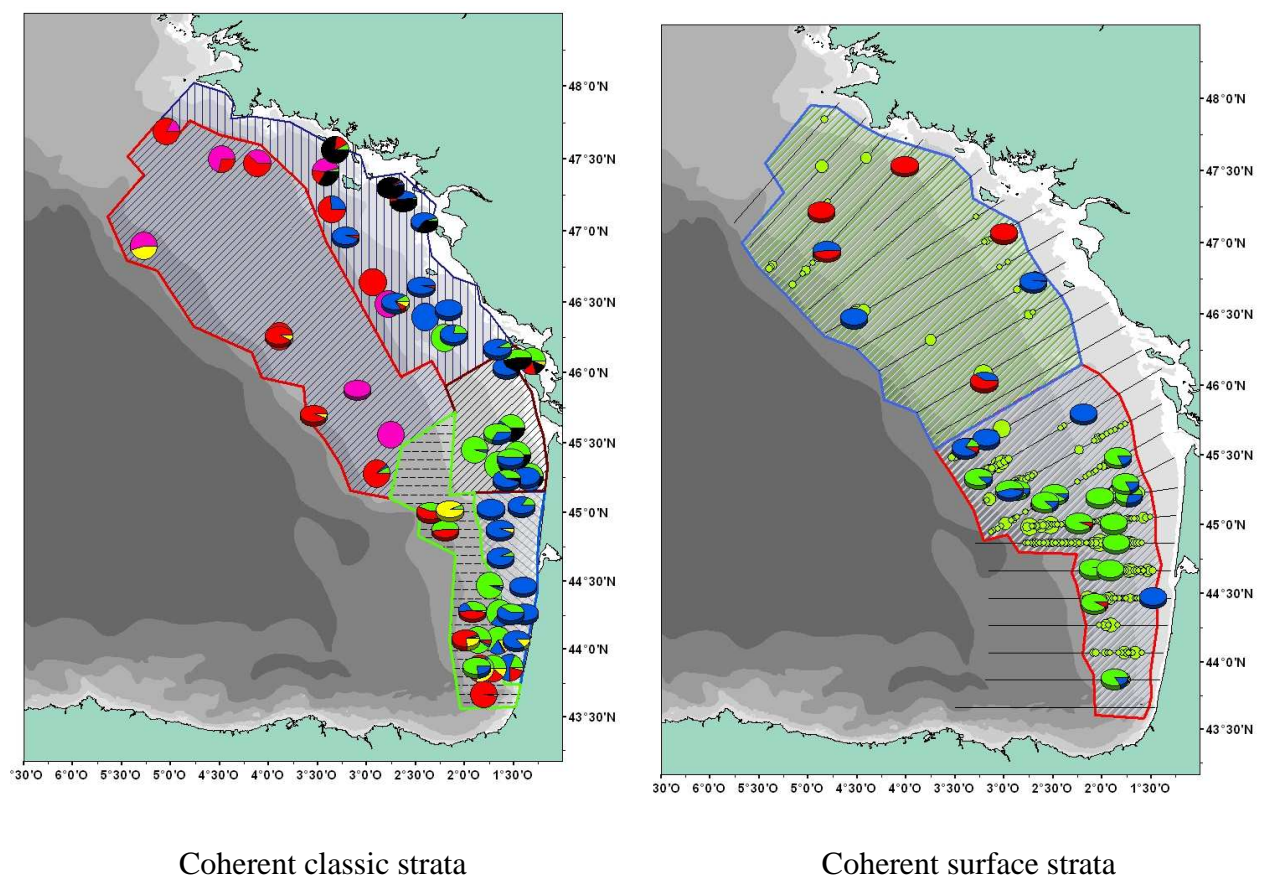 48°0'N
47°30'N
47°0'N
46°30'N
46°0'N
45°30'N
45°0'N
44°30'N
44°0'N
43°30'N
°30'O 6°0'O 5°30'O 5°0'O 4°30'O 4°0'O 3°30'O 3°0'O 2°30'O 2°0'O 1°30'O
48°0'N
47°30'N
47°0'N
46°30'N
46°0'N
45°30'N
45°0'N
44°30'N
44°0'N
43°30'N
30'O 6°0'O 5°30'O 5°0'O 4°30'O 4°0'O 3°30'O 3°0'O 2°30'O 2°0'O 1°30'O
Coherent classic strata
Coherent surface strata